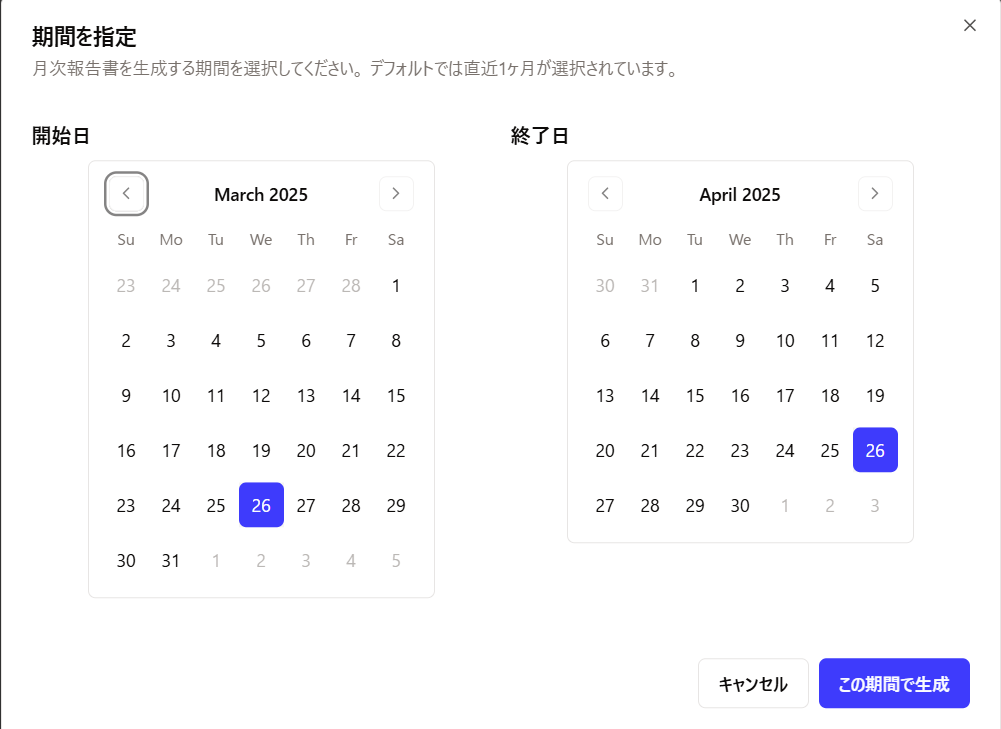 期間を指定
月次報告書を生成する期間を選択してください。デフォルトでは直近1ヶ月が選択されています。
開始日
March 2025
Su Mo Tu We Th Fr Sa
23 24 25 26 27 28 1
2 3 4 5 6 7 8
9 10 11 12 13 14 15
16 17 18 19 20 21 22
23 24 25 26 27 28 29
30 31 1 2 3 4 5
終了日
April 2025
Su Mo Tu We Th Fr Sa
30 31 1 2 3 4 5
6 7 8 9 10 11 12
13 14 15 16 17 18 19
20 21 22 23 24 25 26
27 28 29 30 1 2 3
キャンセル
この期間で生成